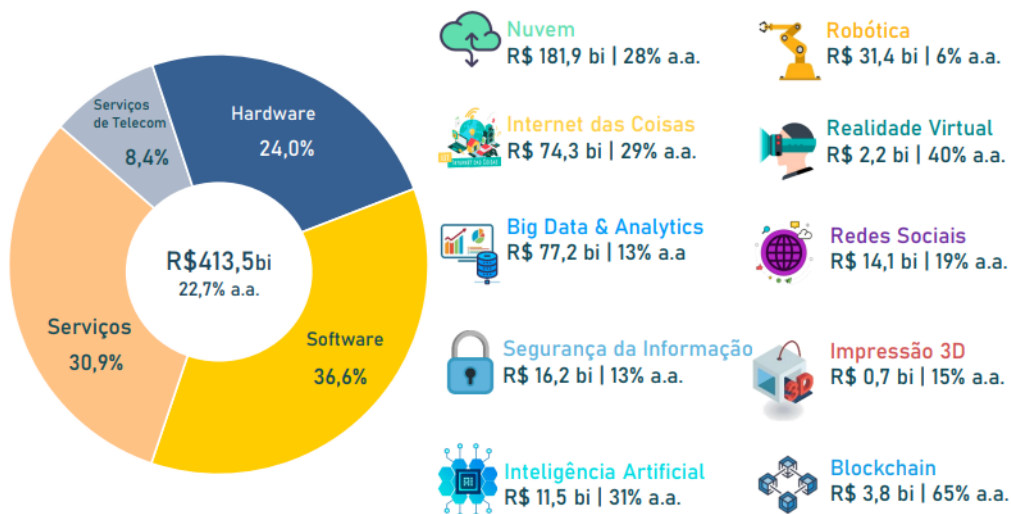 Serviços
de Telecom
8,4%
Hardware
24,0%
R$413,5bi
22,7% a.a.
Serviços
30,9%
Software
36,6%
Nuvem
R$ 181,9 bi | 28% a.a.
Internet das Coisas
R$ 74,3 bi | 29% a.a.
INTERNET DAS COISAS
Big Data & Analytics
R$ 77,2 bi | 13% a.a
Segurança da Informação
R$ 16,2 bi | 13% a.a.
Inteligência Artificial
R$ 11,5 bi | 31% a.a.
Robótica
R$ 31,4 bi | 6% a.a.
Realidade Virtual
R$ 2,2 bi | 40% a.a.
Redes Sociais
R$ 14,1 bi | 19% a.a.
Impressão 3D
R$ 0,7 bi | 15% a.a.
3D
Blockchain
R$ 3,8 bi | 65% a.a.